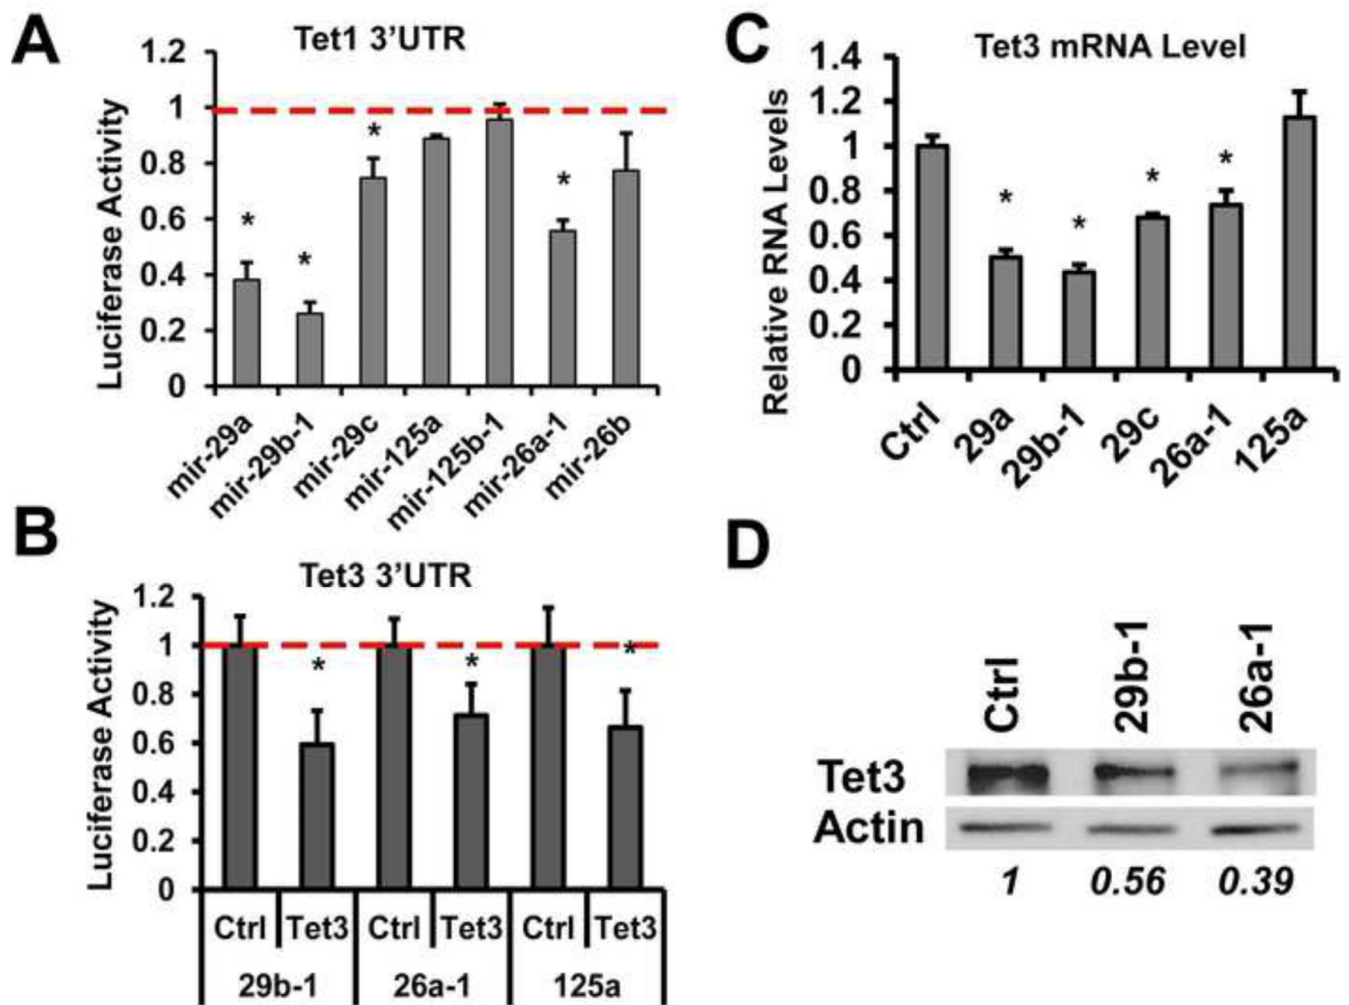 A
Tet1 3’UTR
Luciferase Activity
1.2
1
0.8
0.6
0.4
0.2
0
*
*
*
*
mir-29a
mir-29b-1
mir-29c
mir-125a
mir-125b-1
mir-26a-1
mir-26b
B
Tet3 3’UTR
Luciferase Activity
1.2
1
0.8
0.6
0.4
0.2
0
*
*
*
Ctrl Tet3 Ctrl Tet3 Ctrl Tet3
29b-1 26a-1 125a
C
Tet3 mRNA Level
Relative RNA Levels
1.4
1.2
1
0.8
0.6
0.4
0.2
0
*
*
*
*
Ctrl
29a
29b-1
29c
26a-1
125a
D
Ctrl
29b-1
26a-1
Tet3
Actin
1 0.56 0.39